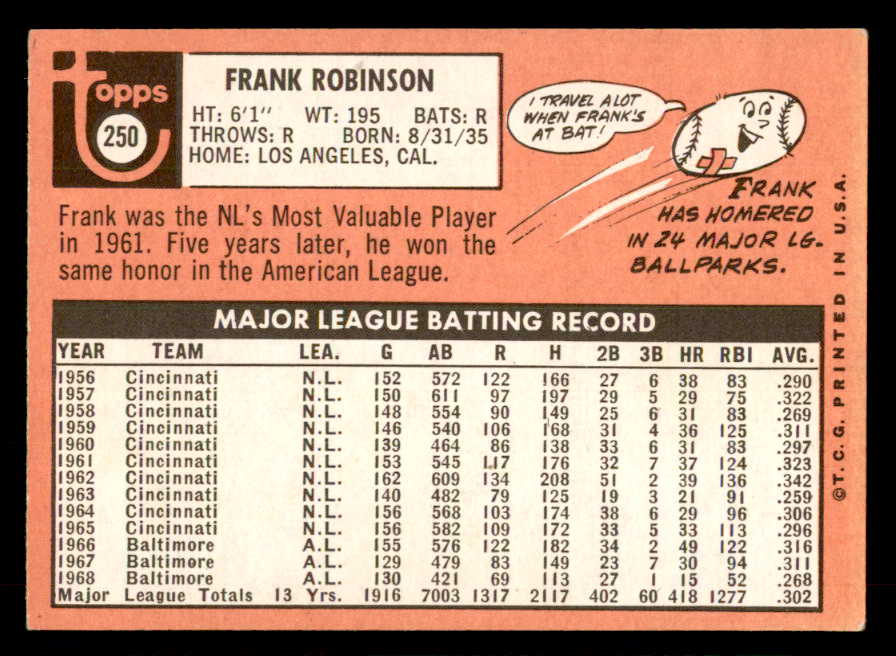 topps
250
FRANK ROBINSON
HT: 6'1" WT: 195 BATS: R
THROWS: R BORN: 8/31/35
HOME: LOS ANGELES, CAL.
I TRAVEL A LOT
WHEN FRANK'S
AT BAT!
FRANK
HAS HOMERED
IN 24 MAJOR LG.
BALLPARKS.
Frank was the NL's Most Valuable Player
in 1961. Five years later, he won the
same honor in the American League.
MAJOR LEAGUE BATTING RECORD
YEAR TEAM LEA. G AB R H 2B 3B HR RBI AVG.
1956 Cincinnati N.L. 152 572 122 166 27 6 38 83 .290
1957 Cincinnati N.L. 150 611 97 197 29 5 29 75 .322
1958 Cincinnati N.L. 148 554 90 149 25 6 31 83 .269
1959 Cincinnati N.L. 146 540 106 168 31 4 36 125 .311
1960 Cincinnati N.L. 139 464 86 138 33 6 31 83 .297
1961 Cincinnati N.L. 153 545 117 176 32 7 37 124 .323
1962 Cincinnati N.L. 162 609 134 208 51 2 39 136 .342
1963 Cincinnati N.L. 140 482 79 125 19 3 21 91 .259
1964 Cincinnati N.L. 156 568 103 174 38 6 29 96 .306
1965 Cincinnati N.L. 156 582 109 172 33 5 33 113 .296
1966 Baltimore A.L. 155 576 122 182 34 2 49 122 .316
1967 Baltimore A.L. 129 479 83 149 23 7 30 94 .311
1968 Baltimore A.L. 130 421 69 113 27 1 15 52 .268
Major League Totals 13 Yrs. 1916 7003 1317 2117 402 60 418 1277 .302
©T.C.G. PRINTED IN U.S.A.